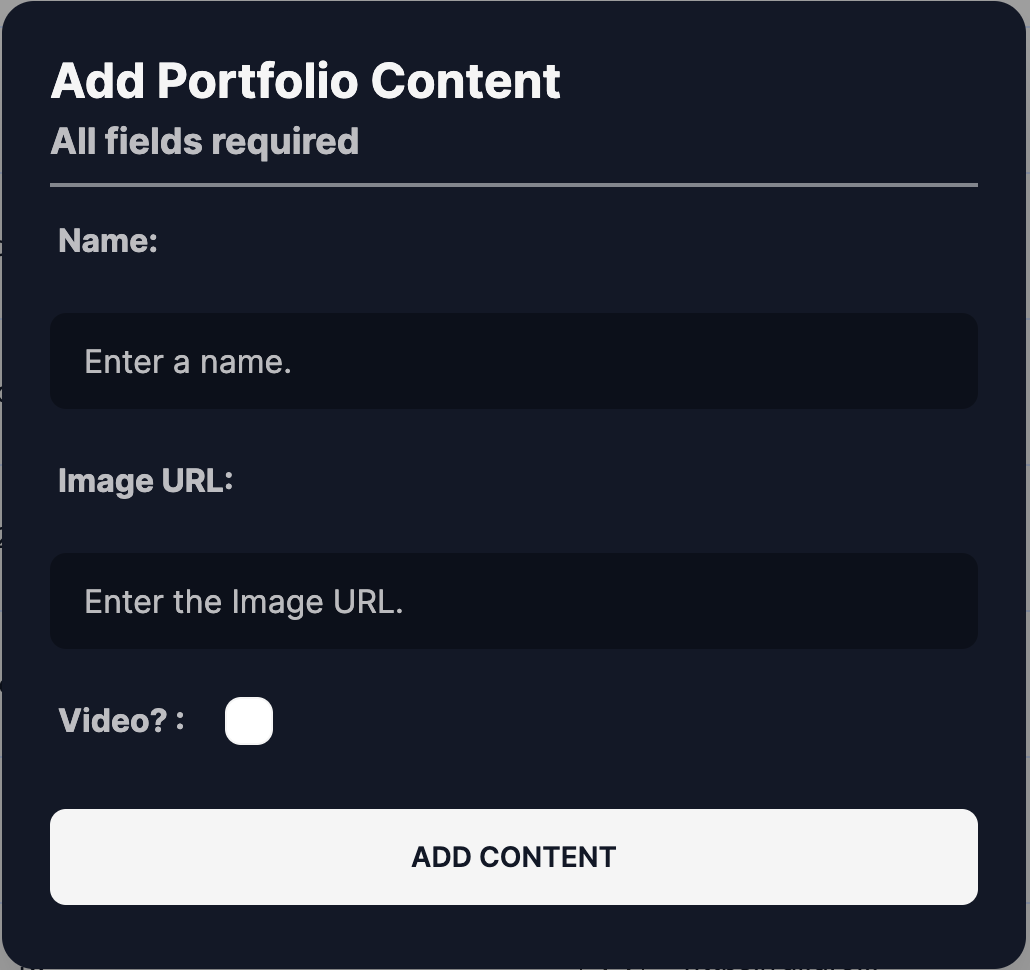 Add Portfolio Content
All fields required
Name:
Enter a name.
Image URL:
Enter the Image URL.
Video? :
ADD CONTENT